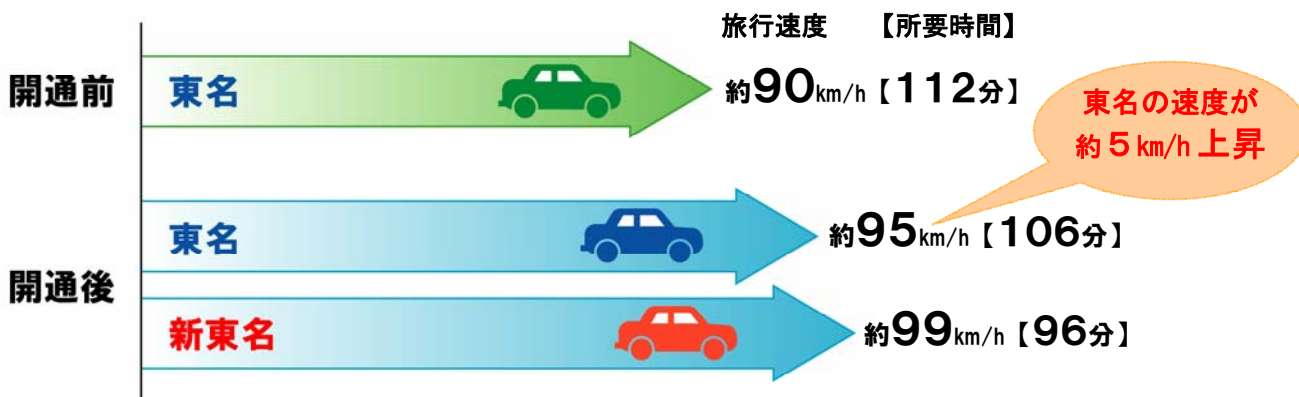 旅行速度 【所要時間】
開通前 東名 約90km/h【112分】
東名の速度が
約5km/h上昇
東名 約95km/h【106分】
開通後
新東名 約99km/h【96分】